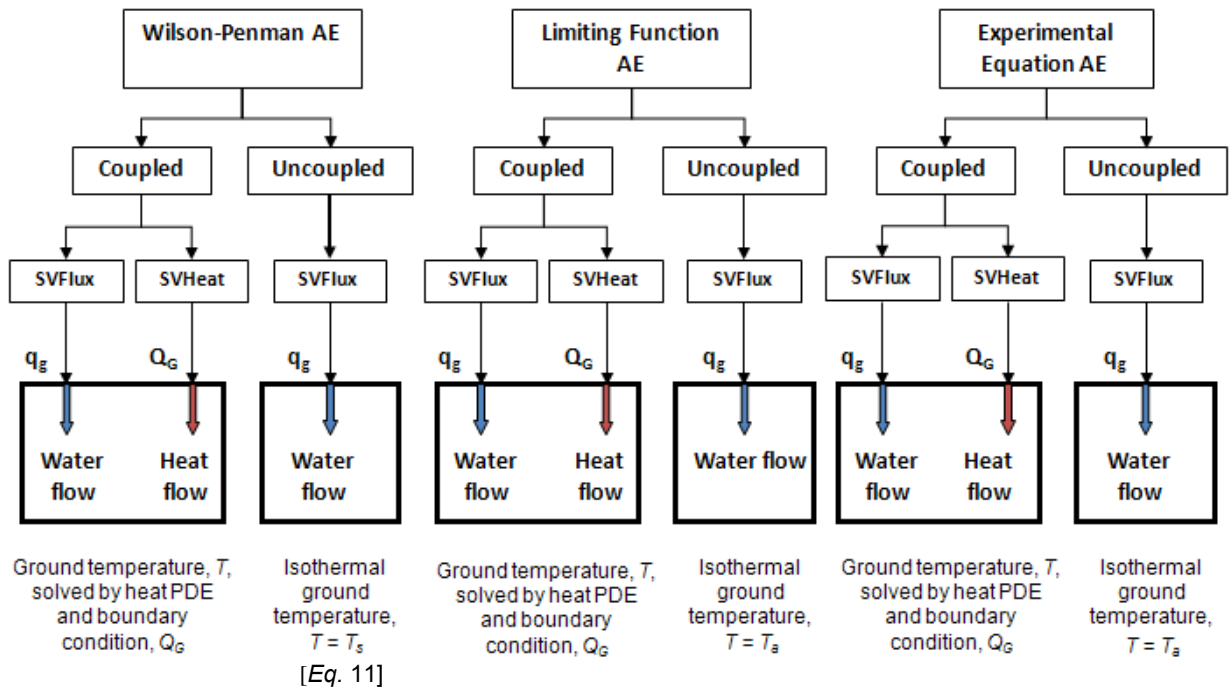 Wilson-Penman AE
Limiting Function
AE
Experimental
Equation AE
Coupled
Uncoupled
Coupled
Uncoupled
Coupled
Uncoupled
SVFlux
SVHeat
SVFlux
SVFlux
SVHeat
SVFlux
SVFlux
SVHeat
SVFlux
qg
QG
qg
qg
QG
qg
qg
QG
qg
Water
flow
Heat
flow
Water
flow
Water
flow
Heat
flow
Water flow
Water
flow
Heat
flow
Water
flow
Ground temperature, T,
solved by heat PDE
and boundary
condition, QG
Isothermal
ground
temperature,
T = Ts
[Eq. 11]
Ground temperature, T,
solved by heat PDE
and boundary
condition, QG
Isothermal
ground
temperature,
T = Ta
Ground temperature, T,
solved by heat PDE
and boundary
condition, QG
Isothermal
ground
temperature,
T = Ta